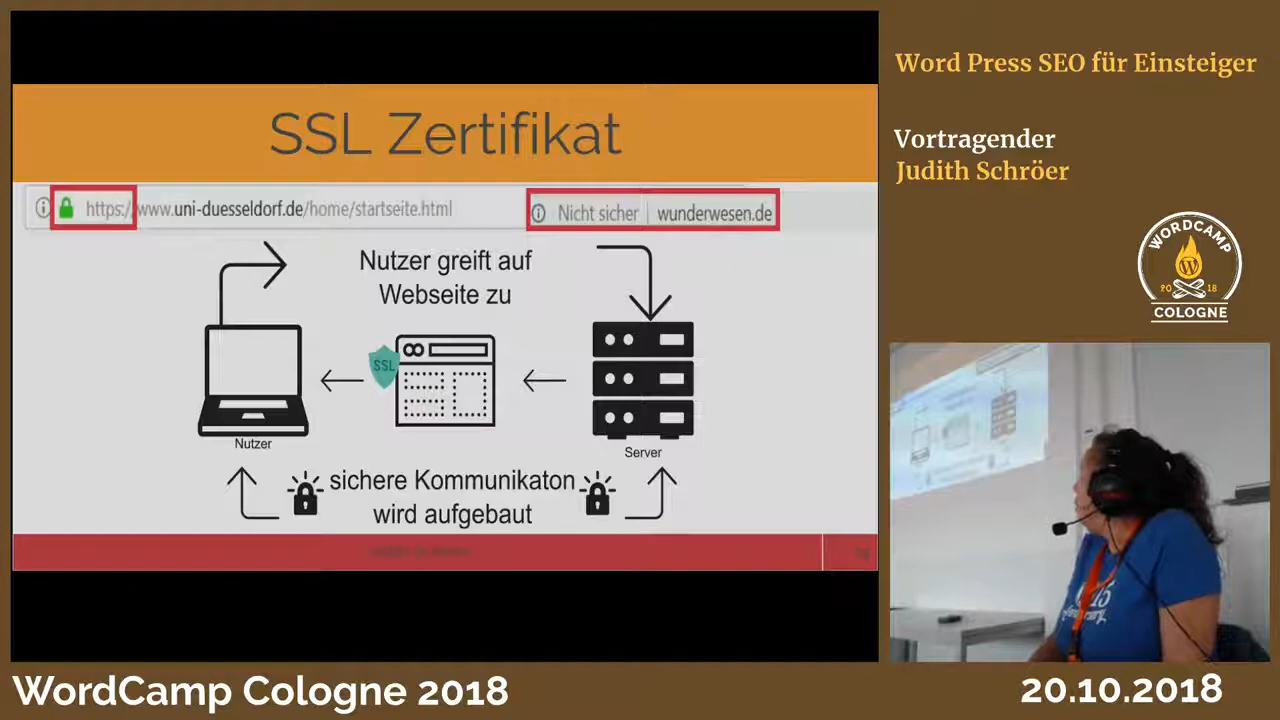 SSL Zertifikat
https://www.uni-duesseldorf.de/home/startseite.html
Nicht sicher
wunderwesen.de
Nutzer greift auf
Webseite zu
SSL
Nutzer
Server
sichere Kommunikaton
wird aufgebaut
Word Press SEO für Einsteiger
Vortragender
Judith Schröer
WORDCAMP
2018
COLOGNE
WordCamp Cologne 2018
20.10.2018